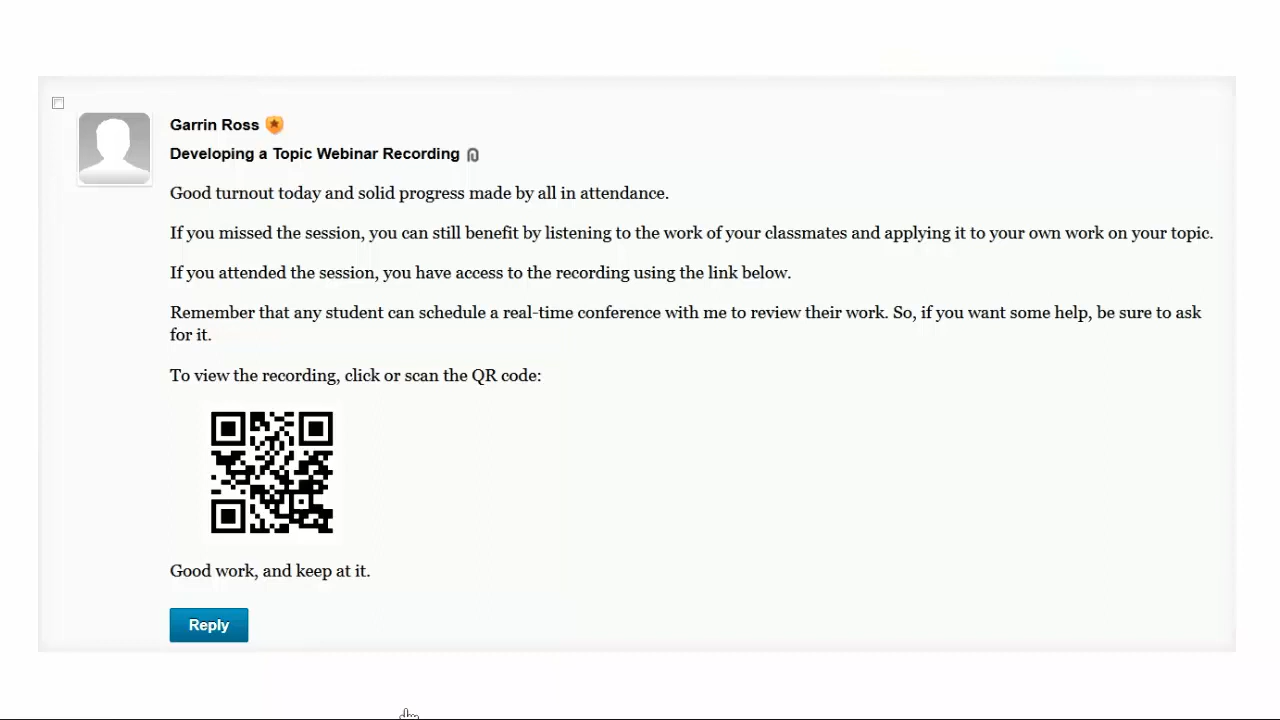 Garrin Ross
Developing a Topic Webinar Recording
Good turnout today and solid progress made by all in attendance.
If you missed the session, you can still benefit by listening to the work of your classmates and applying it to your own work on your topic.
If you attended the session, you have access to the recording using the link below.
Remember that any student can schedule a real-time conference with me to review their work. So, if you want some help, be sure to ask
for it.
To view the recording, click or scan the QR code:
Good work, and keep at it.
Reply